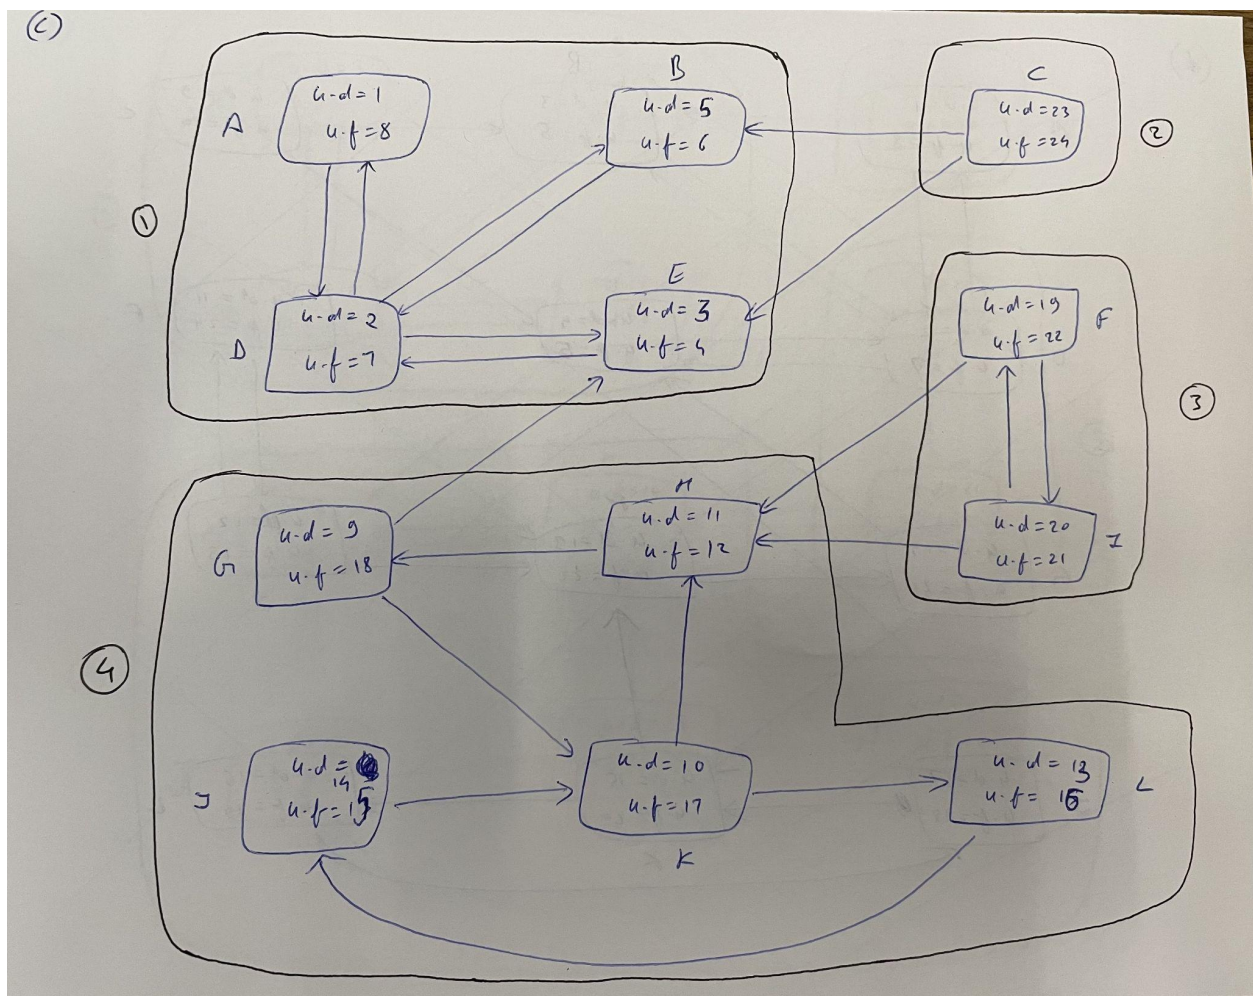 (c)
B
C
A
u.d = 1
u.f = 8
u.d = 5
u.f = 6
u.d = 23
u.f = 24
2
1
E
D
u.d = 2
u.f = 7
u.d = 3
u.f = 4
u.d = 19
u.f = 22
F
3
H
G
u.d = 9
u.f = 18
u.d = 11
u.f = 12
u.d = 20
u.f = 21
I
4
J
u.d =
14
u.f = 15
u.d = 10
u.f = 17
u.d = 13
u.f = 16
L
K